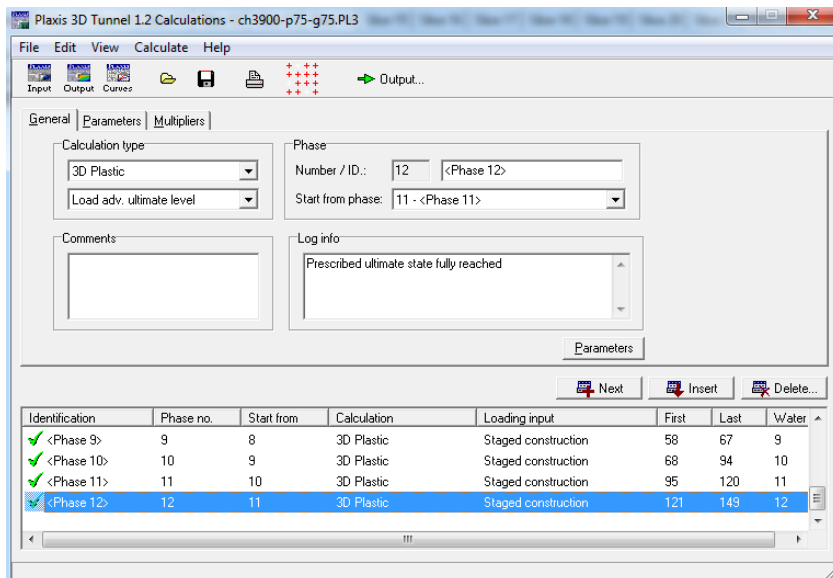 Plaxis 3D Tunnel 1.2 Calculations - ch3900-p75-g75.PL3
File Edit View Calculate Help
Input Output Curves Output...
General Parameters Multipliers
Calculation type
3D Plastic
Load adv. ultimate level
Phase
Number / ID.: 12 <Phase 12>
Start from phase: 11 - <Phase 11>
Comments
Log info
Prescribed ultimate state fully reached
Parameters
Next Insert Delete...
Identification Phase no. Start from Calculation Loading input First Last Water
<Phase 9> 9 8 3D Plastic Staged construction 58 67 9
<Phase 10> 10 9 3D Plastic Staged construction 68 94 10
<Phase 11> 11 10 3D Plastic Staged construction 95 120 11
<Phase 12> 12 11 3D Plastic Staged construction 121 149 12